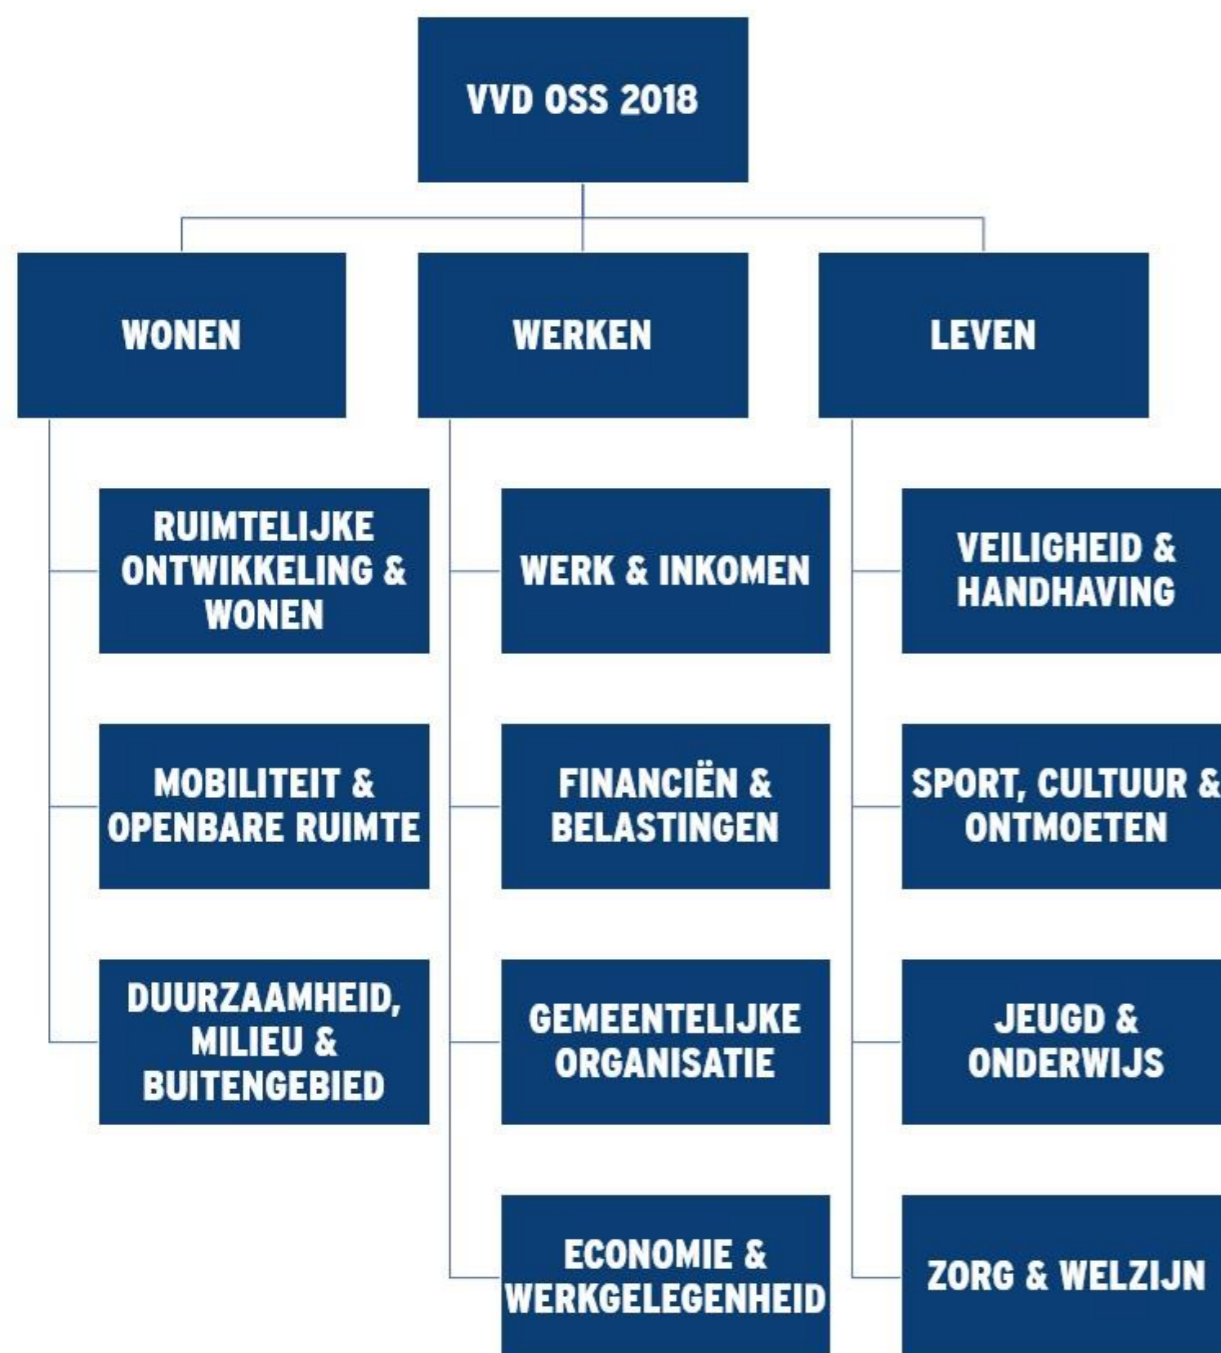 VVD OSS 2018
WONEN
WERKEN
LEVEN
RUIMTELIJKE
ONTWIKKELING &
WONEN
WERK & INKOMEN
VEILIGHEID &
HANDHAVING
MOBILITEIT &
OPENBARE RUIMTE
FINANCIËN &
BELASTINGEN
SPORT, CULTUUR &
ONTMOETEN
DUURZAAMHEID,
MILIEU &
BUITENGEBIED
GEMEENTELIJKE
ORGANISATIE
JEUGD &
ONDERWIJS
ECONOMIE &
WERKGELEGENHEID
ZORG & WELZIJN